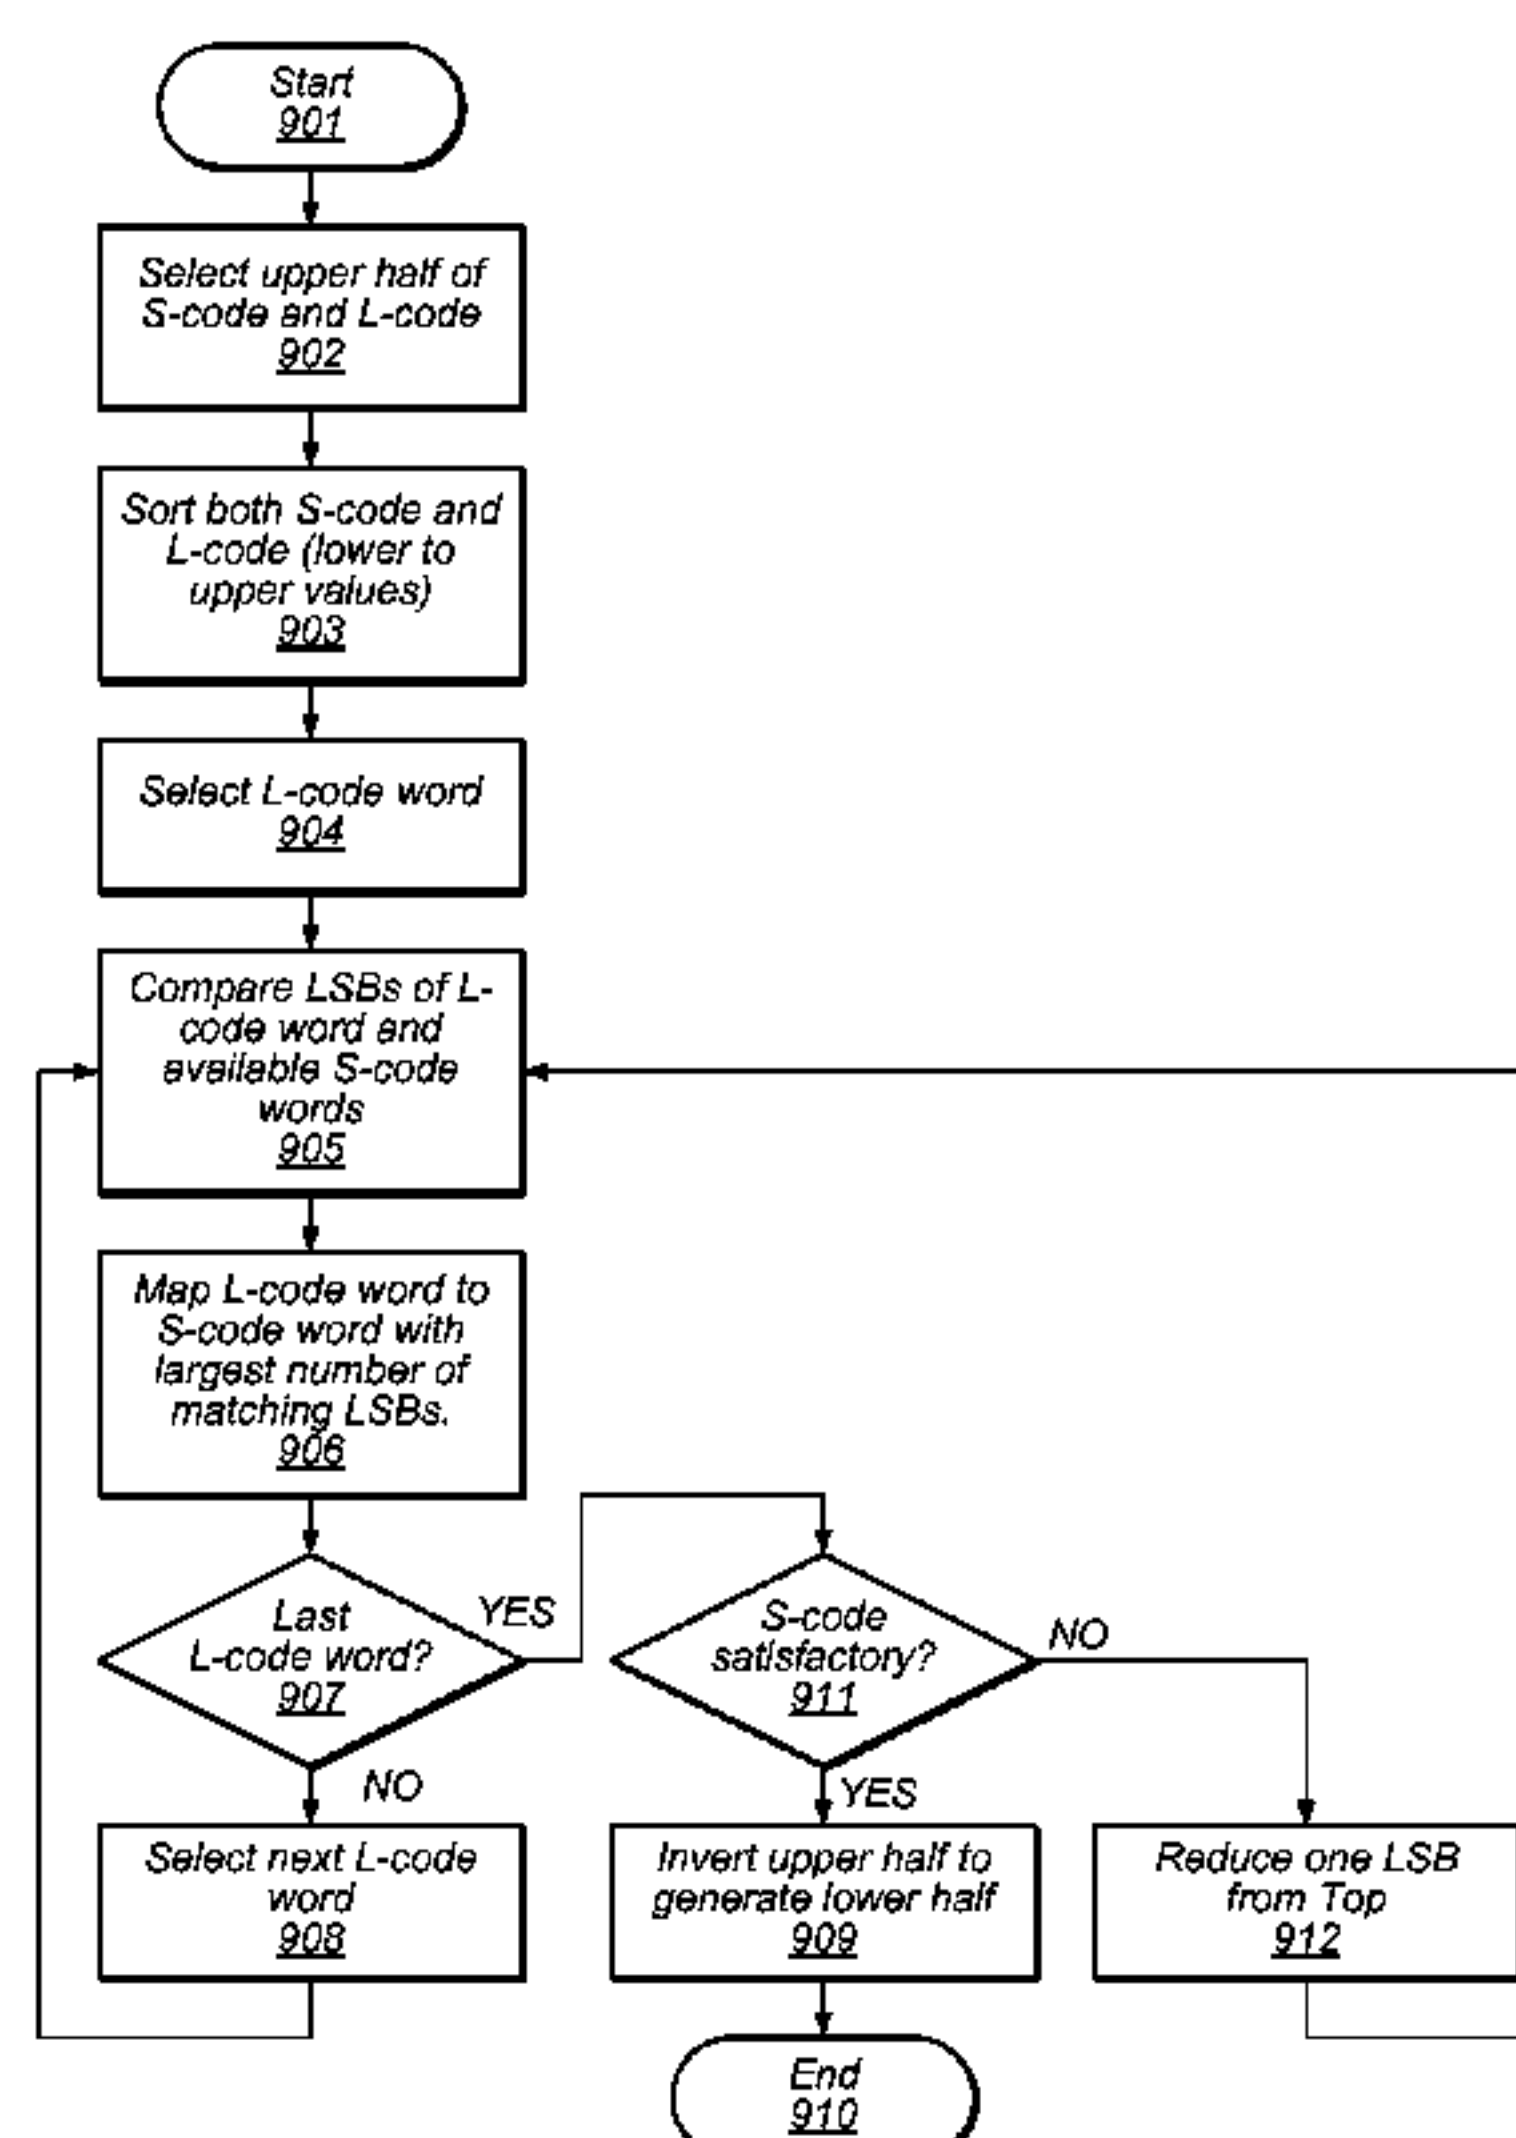 Start
901
Select upper half of
S-code and L-code
902
Sort both S-code and
L-code (lower to
upper values)
903
Select L-code word
904
Compare LSBs of L-
code word and
available S-code
words
905
Map L-code word to
S-code word with
largest number of
matching LSBs.
906
Last
L-code word?
907
YES
NO
S-code
satisfactory?
911
NO
YES
Select next L-code
word
908
Invert upper half to
generate lower half
909
Reduce one LSB
from Top
912
End
910